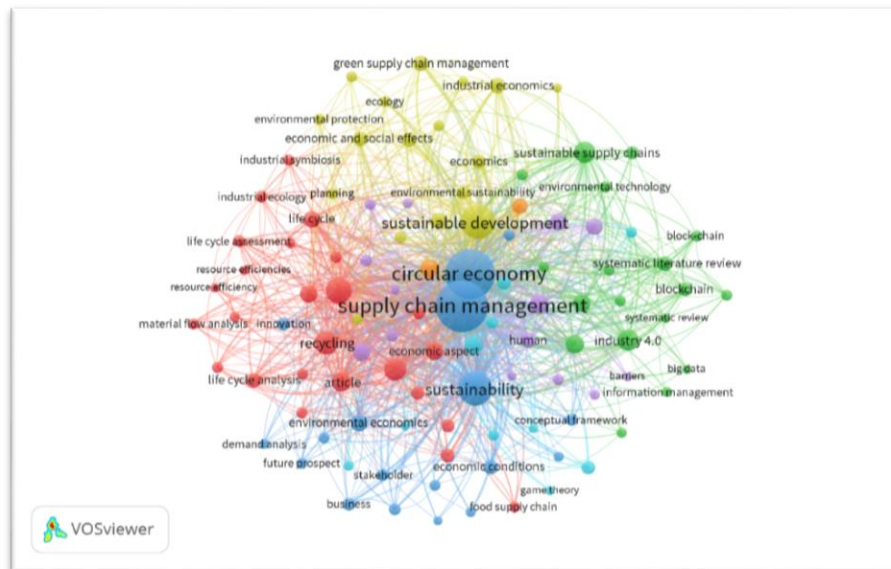 green supply chain management
industrial economics
ecology
environmental protection
economic and social effects
sustainable supply chains
industrial symbiosis
economics
environmental technology
industrial ecology
planning
environmental sustainability
life cycle
sustainable development
block-chain
life cycle assessment
systematic literature review
resource efficiencies
circular economy
resource efficiency
blockchain
supply chain management
material flow analysis
innovation
systematic review
recycling
economic aspect
human
industry 4.0
big data
life cycle analysis
article
sustainability
barriers
information management
environmental economics
conceptual framework
demand analysis
future prospect
economic conditions
stakeholder
game theory
business
food supply chain
VOSviewer